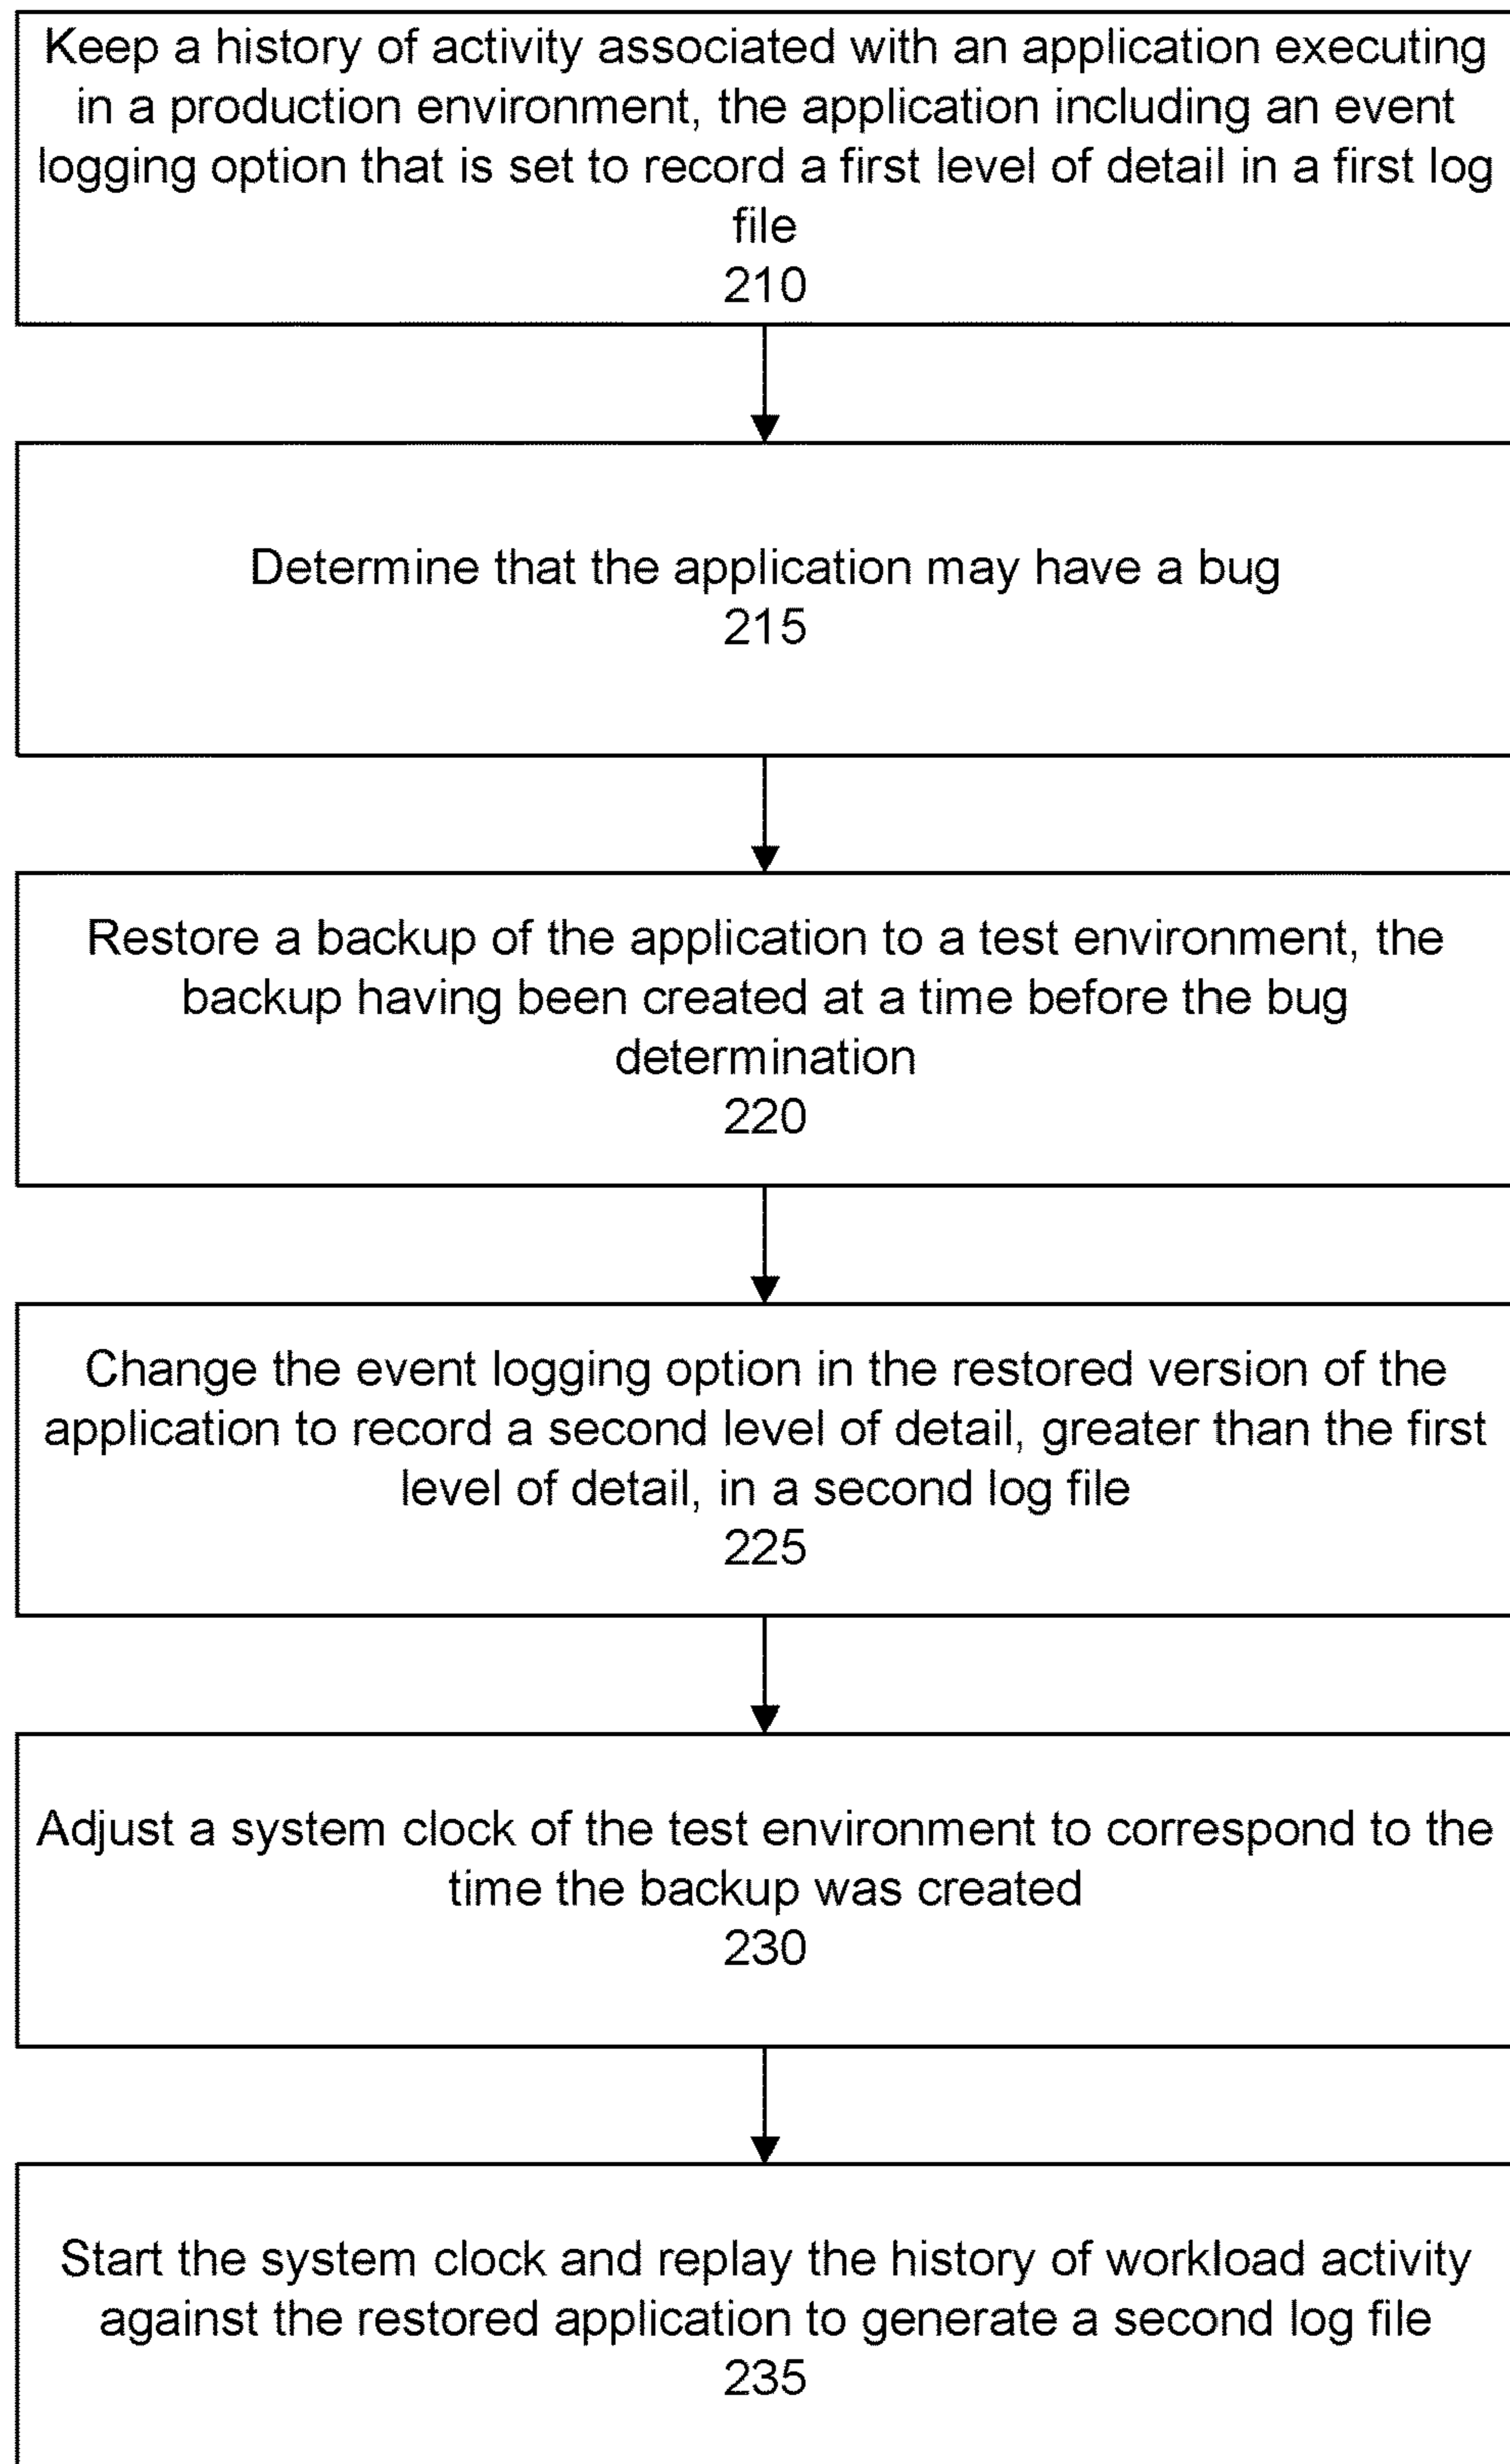 Keep a history of activity associated with an application executing
in a production environment, the application including an event
logging option that is set to record a first level of detail in a first log
file
210
Determine that the application may have a bug
215
Restore a backup of the application to a test environment, the
backup having been created at a time before the bug
determination
220
Change the event logging option in the restored version of the
application to record a second level of detail, greater than the first
level of detail, in a second log file
225
Adjust a system clock of the test environment to correspond to the
time the backup was created
230
Start the system clock and replay the history of workload activity
against the restored application to generate a second log file
235